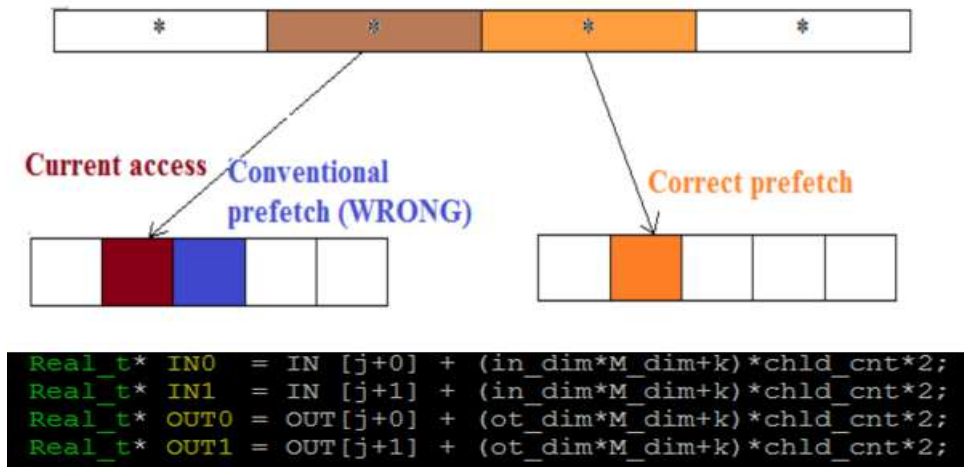 * * * *
Current access
Conventional
prefetch (WRONG)
Correct prefetch
Real_t* IN0 = IN [j+0] + (in_dim*M_dim+k)*chld_cnt*2;
Real_t* IN1 = IN [j+1] + (in_dim*M_dim+k)*chld_cnt*2;
Real_t* OUT0 = OUT[j+0] + (ot_dim*M_dim+k)*chld_cnt*2;
Real_t* OUT1 = OUT[j+1] + (ot_dim*M_dim+k)*chld_cnt*2;